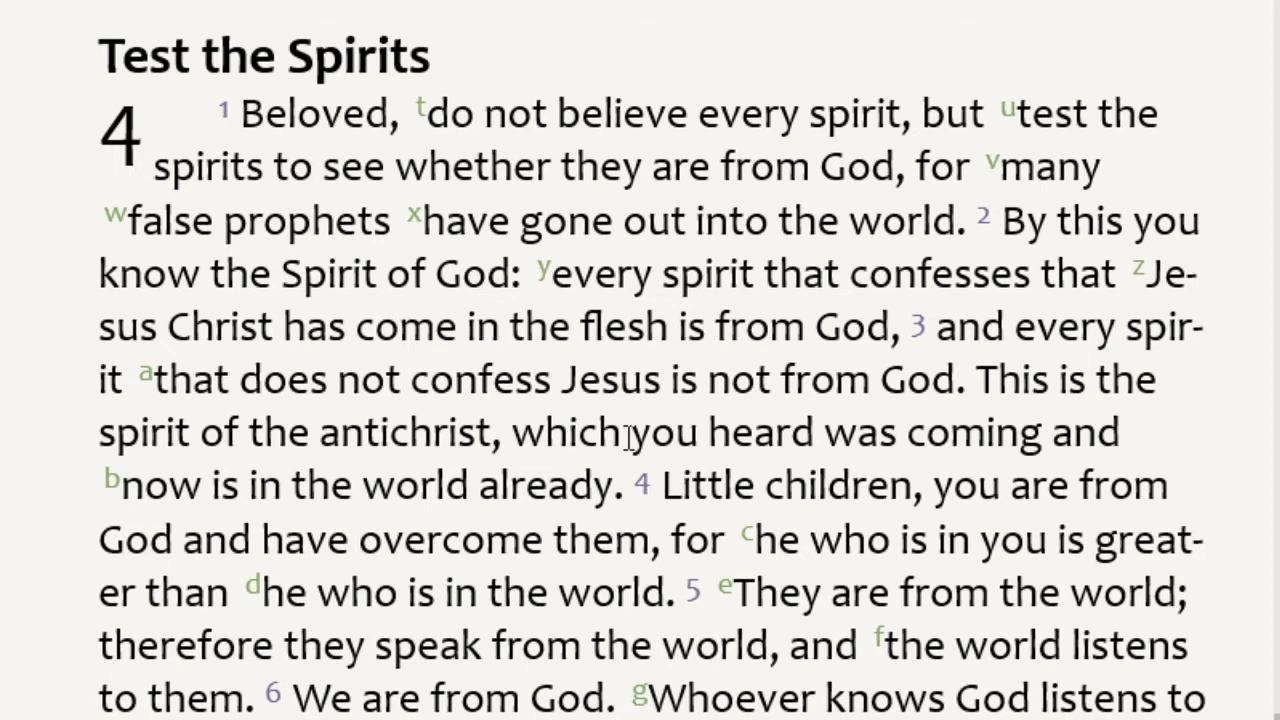 Test the Spirits
4 1 Beloved, tdo not believe every spirit, but utest the
spirits to see whether they are from God, for vmany
wfalse prophets xhave gone out into the world. 2 By this you
know the Spirit of God: yevery spirit that confesses that zJe-
sus Christ has come in the flesh is from God, 3 and every spir-
it athat does not confess Jesus is not from God. This is the
spirit of the antichrist, which you heard was coming and
bnow is in the world already. 4 Little children, you are from
God and have overcome them, for che who is in you is great-
er than dhe who is in the world. 5 eThey are from the world;
therefore they speak from the world, and fthe world listens
to them. 6 We are from God. gWhoever knows God listens to